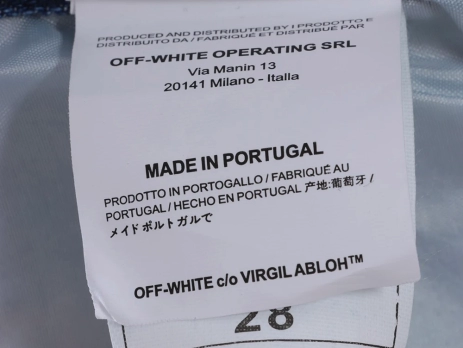 PRODUCED AND DISTRIBUTED BY I PRODOTTO E
DISTRIBUITO DA / FABRIQUÉ ET DISTRIBUÉ PAR
OFF-WHITE OPERATING SRL
Via Manin 13
20141 Milano - Italia
MADE IN PORTUGAL
PRODOTTO IN PORTOGALLO / FABRIQUÉ AU
PORTUGAL / HECHO EN PORTUGAL 产地:葡萄牙 /
メイドポルトガルで
OFF-WHITE c/o VIRGIL ABLOH™
28